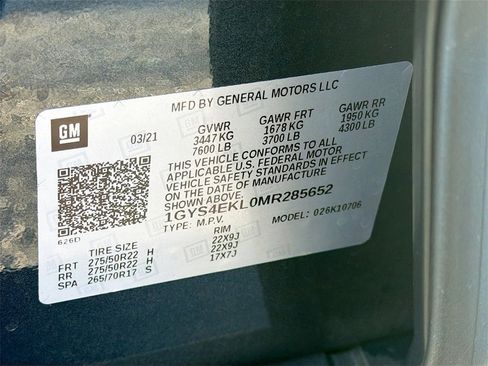 MFD BY GENERAL MOTORS LLC
GM
03/21 GVWR GAWR FRT GAWR RR
3447 KG 1678 KG 1950 KG
7600 LB 3700 LB 4300 LB
THIS VEHICLE CONFORMS TO ALL
APPLICABLE U.S. FEDERAL MOTOR
VEHICLE SAFETY STANDARDS IN EFFECT
ON THE DATE OF MANUFACTURE SHOWN ABOVE.
1GYS4EKL0MR285652
TYPE: M.P.V. MODEL: 026K10706
626D
TIRE SIZE RIM
FRT 275/50R22 H 22X9J
RR 275/50R22 H 22X9J
SPA 265/70R17 S 17X7J